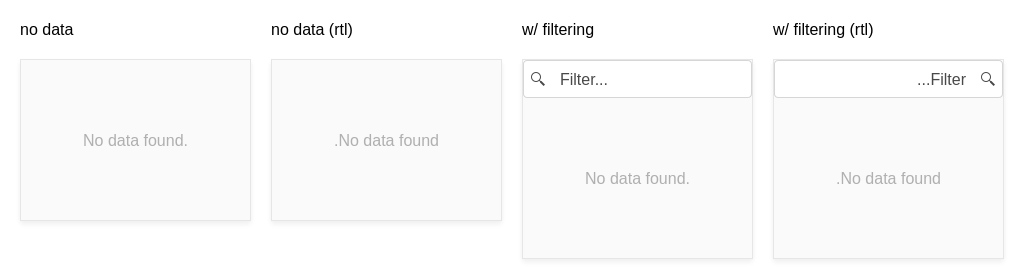 no data
No data found.
no data (rtl)
.No data found
w/ filtering
Filter...
No data found.
w/ filtering (rtl)
...Filter
.No data found